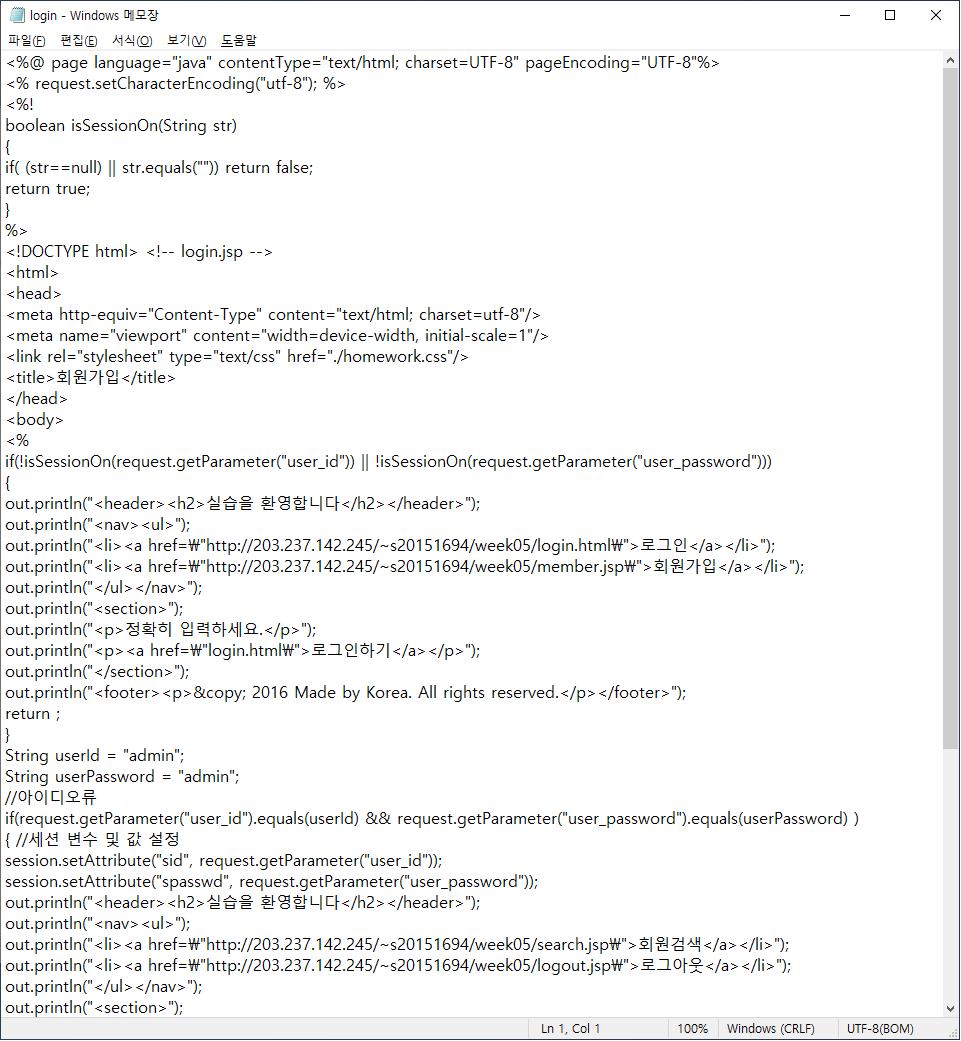 login - Windows 메모장
파일(F) 편집(E) 서식(O) 보기(V) 도움말
<%@ page language="java" contentType="text/html; charset=UTF-8" pageEncoding="UTF-8"%>
<% request.setCharacterEncoding("utf-8"); %>
<%!
boolean isSessionOn(String str)
{
if( (str==null) || str.equals("")) return false;
return true;
}
%>
<!DOCTYPE html> <!-- login.jsp -->
<html>
<head>
<meta http-equiv="Content-Type" content="text/html; charset=utf-8"/>
<meta name="viewport" content="width=device-width, initial-scale=1"/>
<link rel="stylesheet" type="text/css" href="./homework.css"/>
<title>회원가입</title>
</head>
<body>
<%
if(!isSessionOn(request.getParameter("user_id")) || !isSessionOn(request.getParameter("user_password")))
{
out.println("<header><h2>실습을 환영합니다</h2></header>");
out.println("<nav><ul>");
out.println("<li><a href=₩"http://203.237.142.245/~s20151694/week05/login.html₩">로그인</a></li>");
out.println("<li><a href=₩"http://203.237.142.245/~s20151694/week05/member.jsp₩">회원가입</a></li>");
out.println("</ul></nav>");
out.println("<section>");
out.println("<p>정확히 입력하세요.</p>");
out.println("<p><a href=₩"login.html₩">로그인하기</a></p>");
out.println("</section>");
out.println("<footer><p>&copy; 2016 Made by Korea. All rights reserved.</p></footer>");
return ;
}
String userId = "admin";
String userPassword = "admin";
//아이디오류
if(request.getParameter("user_id").equals(userId) && request.getParameter("user_password").equals(userPassword) )
{ //세션 변수 및 값 설정
session.setAttribute("sid", request.getParameter("user_id"));
session.setAttribute("spasswd", request.getParameter("user_password"));
out.println("<header><h2>실습을 환영합니다</h2></header>");
out.println("<nav><ul>");
out.println("<li><a href=₩"http://203.237.142.245/~s20151694/week05/search.jsp₩">회원검색</a></li>");
out.println("<li><a href=₩"http://203.237.142.245/~s20151694/week05/logout.jsp₩">로그아웃</a></li>");
out.println("</ul></nav>");
out.println("<section>");
Ln 1, Col 1 100% Windows (CRLF) UTF-8(BOM)